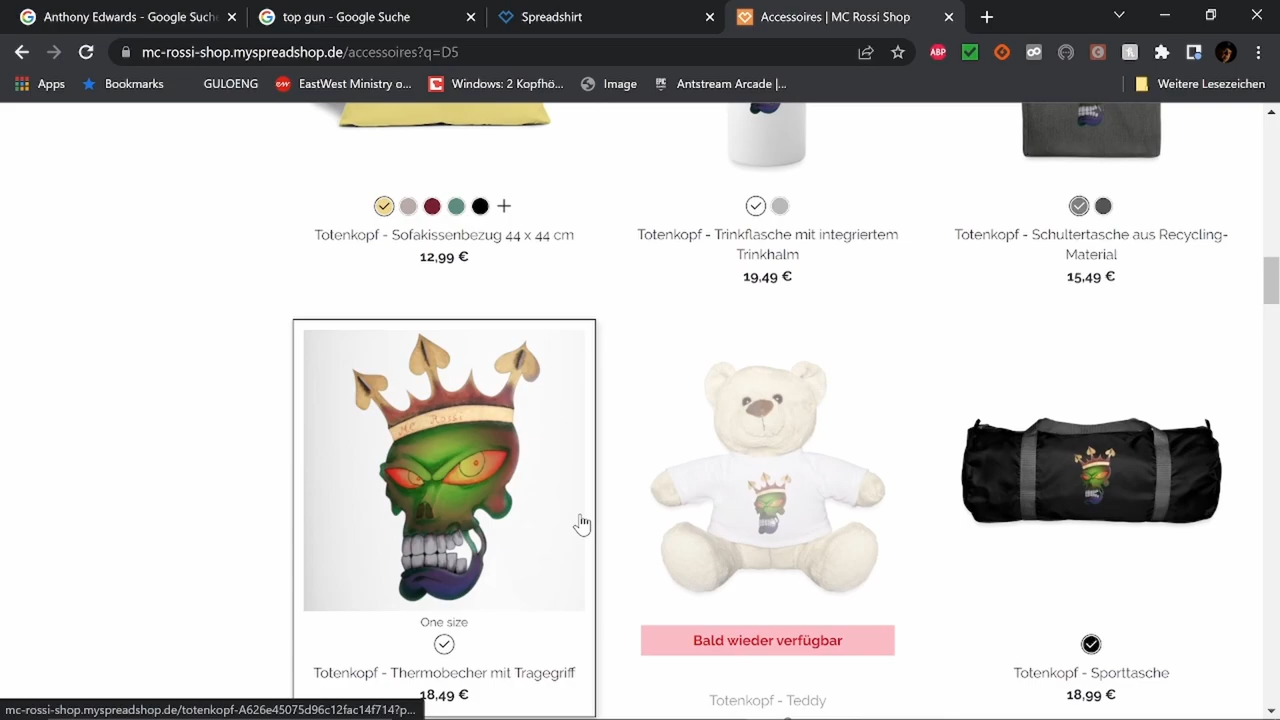 Anthony Edwards - Google Suche
top gun - Google Suche
Spreadshirt
Accessoires | MC Rossi Shop
mc-rossi-shop.myspreadshop.de/accessoires?q=D5
ABP
Apps
Bookmarks
GULOENG
EastWest Ministry o...
Windows: 2 Kopfhö...
Image
Antstream Arcade |...
Weitere Lesezeichen
Totenkopf - Sofakissenbezug 44 x 44 cm
12,99 €
Totenkopf - Trinkflasche mit integriertem
Trinkhalm
19,49 €
Totenkopf - Schultertasche aus Recycling-
Material
15,49 €
MC Rossi
One size
Totenkopf - Thermobecher mit Tragegriff
18,49 €
Bald wieder verfügbar
Totenkopf - Teddy
Totenkopf - Sporttasche
18,99 €
mc-rossi-shop.myspreadshop.de/totenkopf-A626e45075d96c12fac14f714?p...